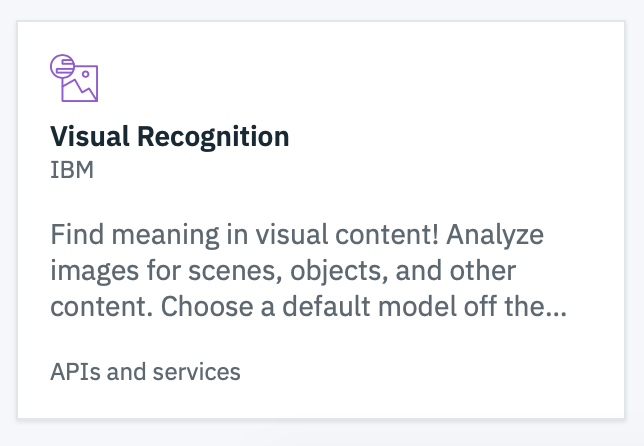 Visual Recognition
IBM
Find meaning in visual content! Analyze
images for scenes, objects, and other
content. Choose a default model off the...
APIs and services